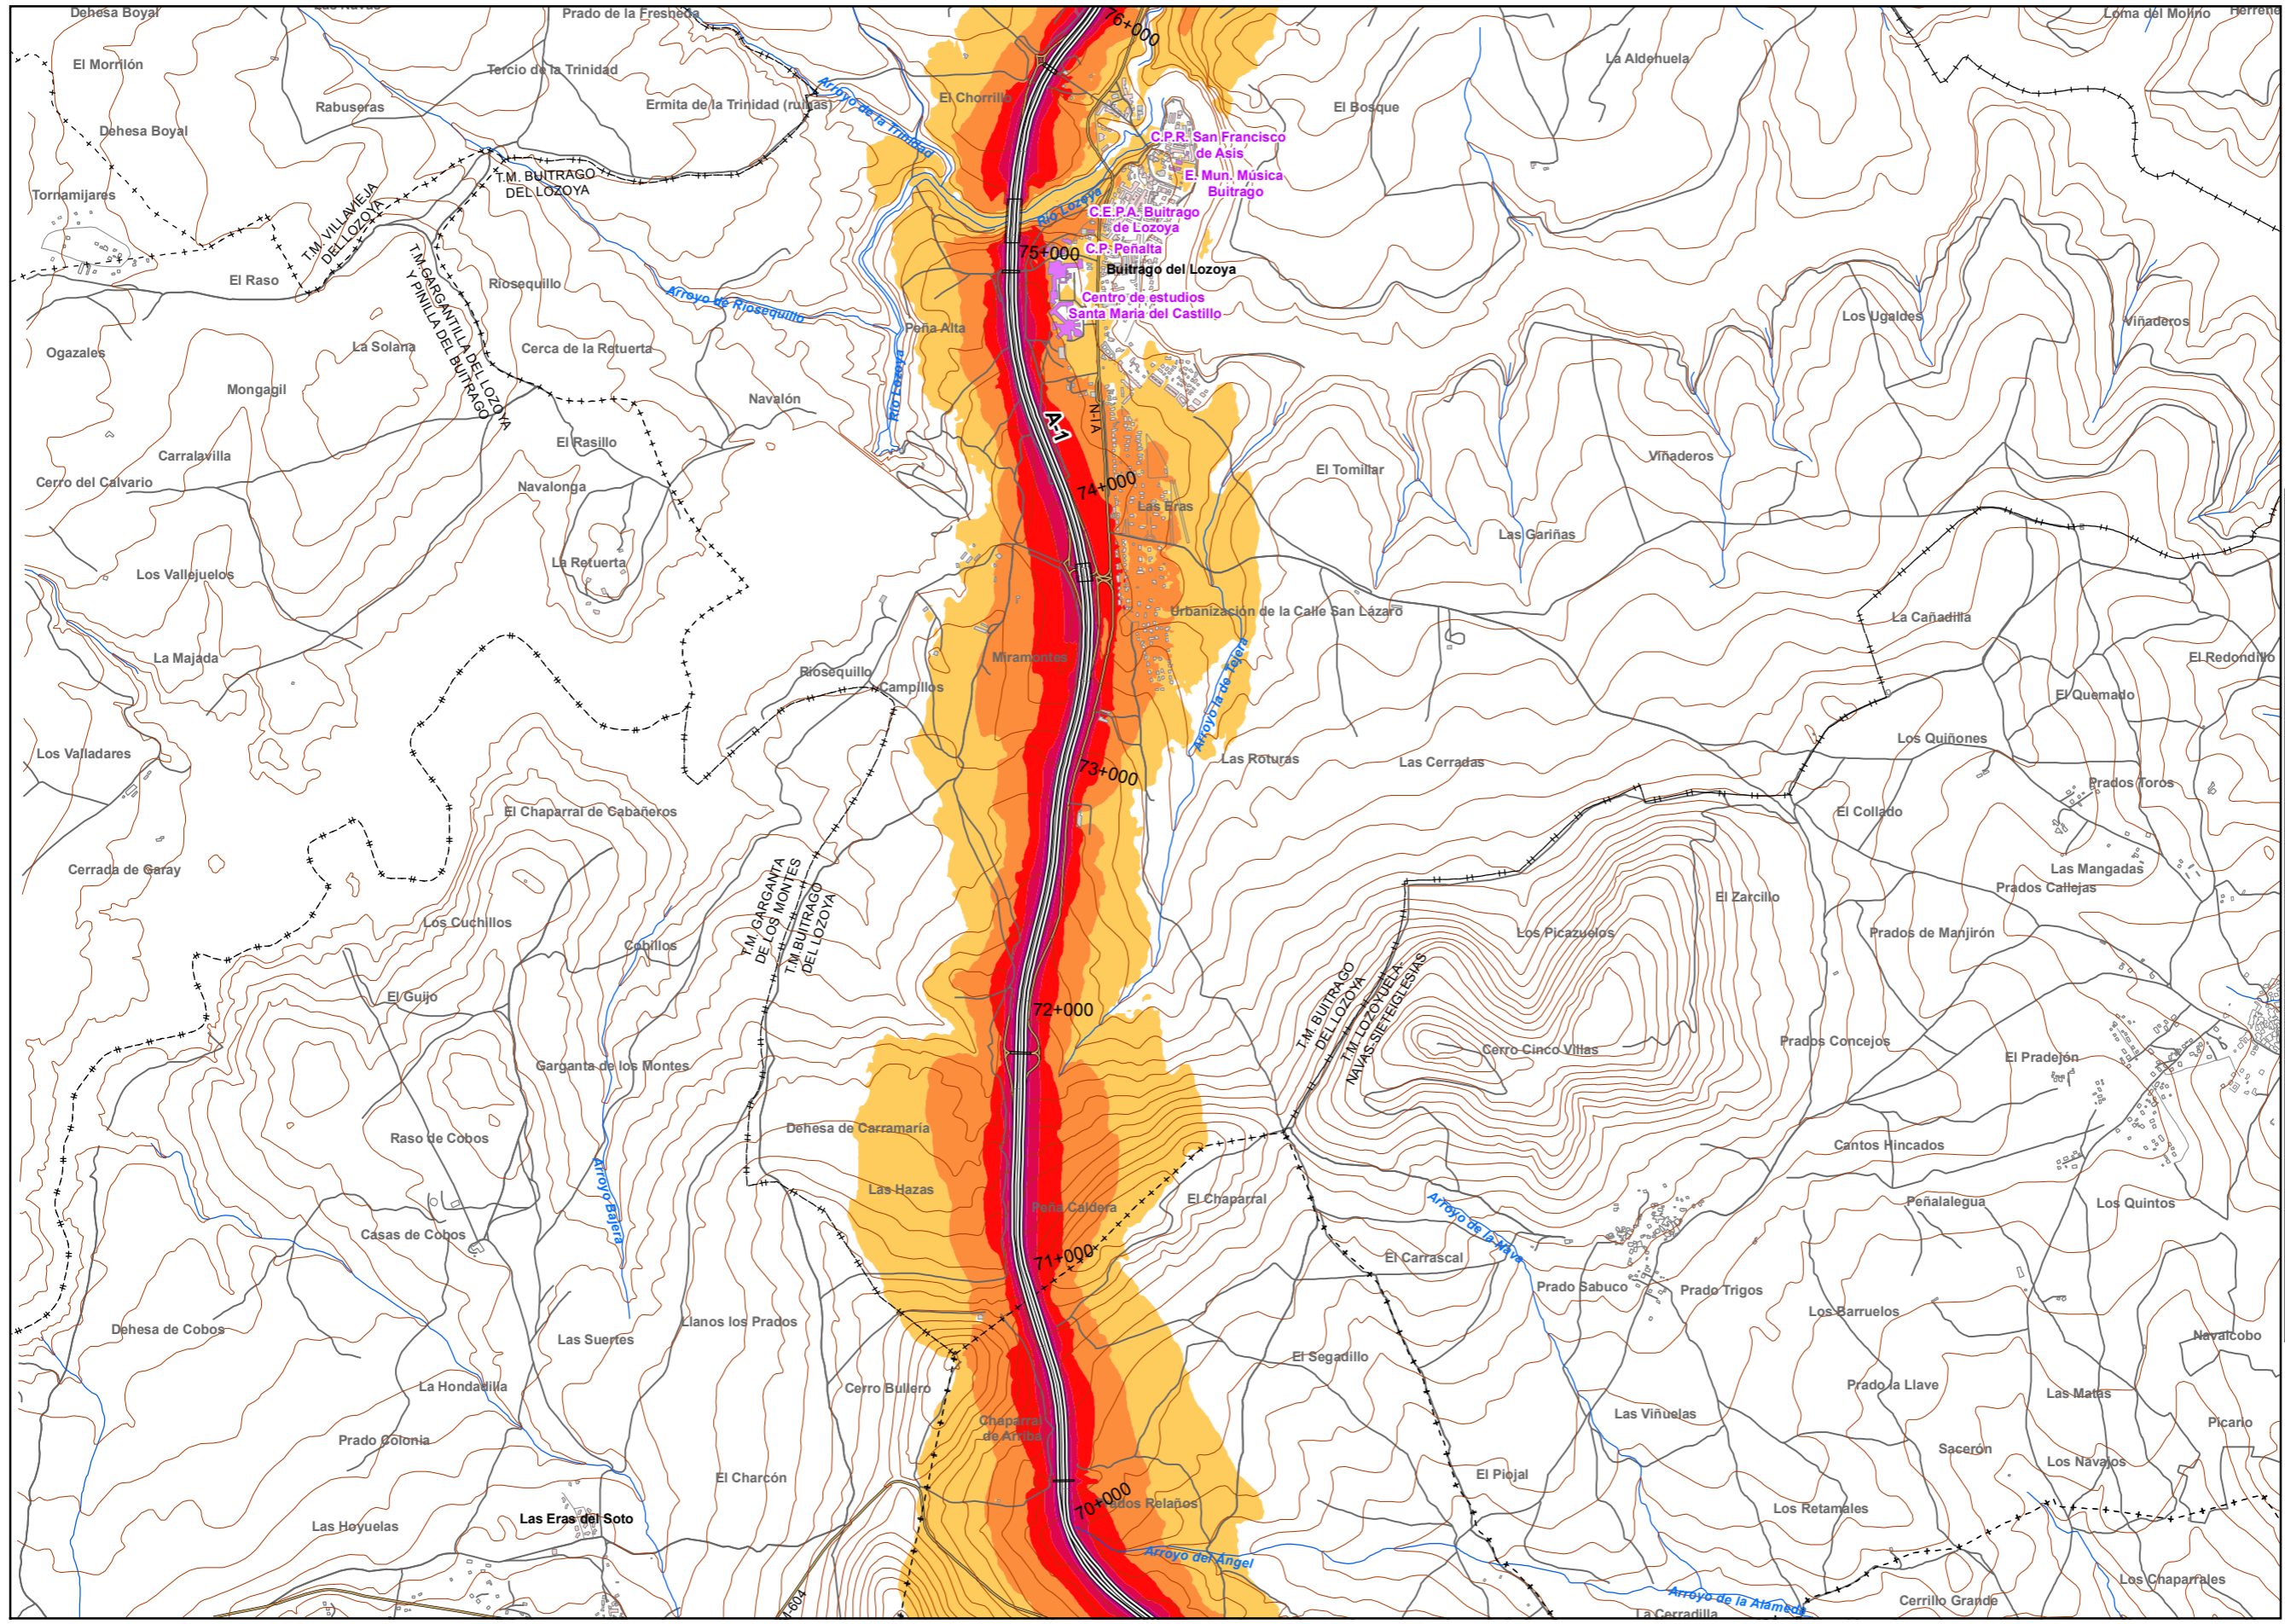 Dehesa Boyal
Prado de la Fresneda
76+000
Loma del Molino
El Morrilón
Tercio de la Trinidad
La Aldehuela
Rabuseras
Ermita de la Trinidad (ruinas)
Arroyo de la Trinidad
El Chorrillo
El Bosque
Dehesa Boyal
C.P.R. San Francisco
de Asis
T.M. BUITRAGO
DEL LOZOYA
E. Mun. Música
Buitrago
Tornamijares
T.M. VILLAVIEJA
DEL LOZOYA
Río Lozoya
C.E.P.A. Buitrago
de Lozoya
C.P. Peñalta
75+000
Buitrago del Lozoya
El Raso
T.M. GARGANTILLA DEL LOZOYA
Y PINILLA DEL BUITRAGO
Riosequillo
Arroyo de Riosequillo
Centro de estudios
Santa Maria del Castillo
Peña Alta
Los Ugaldes
Viñaderos
Ogazales
La Solana
Cerca de la Retuerta
Río Lozoya
Mongagil
Navalón
A-1
N-1A
El Rasillo
Carralavilla
Viñaderos
El Tomillar
Cerro del Calvario
Navalonga
74+000
Las Eras
Las Gariñas
La Retuerta
Los Vallejuelos
Urbanización de la Calle San Lázaro
La Cañadilla
La Majada
Miramontes
El Redondillo
Riosequillo
Campillos
Arroyo la de Tejera
El Quemado
Los Valladares
Las Roturas
Las Cerradas
Los Quiñones
73+000
Prados Toros
El Chaparral de Cabañeros
El Collado
Cerrada de Garay
T.M. GARGANTA
DE LOS MONTES
T.M. BUITRAGO
DEL LOZOYA
Las Mangadas
Prados Callejas
El Zarcillo
Los Cuchillos
Cobillos
Los Picazuelos
Prados de Manjirón
El Guijo
72+000
T.M. BUITRAGO
DEL LOZOYA
T.M. LOZOYUELA-
NAVAS-SIETEIGLESIAS
Garganta de los Montes
Cerro Cinco Villas
Prados Concejos
El Pradejón
Raso de Cobos
Dehesa de Carramaría
Cantos Hincados
Arroyo Bajera
Las Hazas
Peña Caldera
El Chaparral
Arroyo de la Nava
Peñalalegua
Los Quintos
Casas de Cobos
71+000
El Carrascal
Prado Sabuco
Prado Trigos
Dehesa de Cobos
Llanos los Prados
Las Suertes
Los Barruelos
Navalcobo
El Segadillo
La Hondadilla
Cerro Bullero
Prado la Llave
Las Matas
Chaparral
de Arriba
Las Viñuelas
Picario
Prado Colonia
Sacerón
El Charcón
El Piojal
Los Navajos
70+000
Los Retamales
Las Hoyuelas
Las Eras del Soto
Arroyo del Ángel
Los Chaparrales
Arroyo de la Alameda
Cerrillo Grande
La Cerradilla